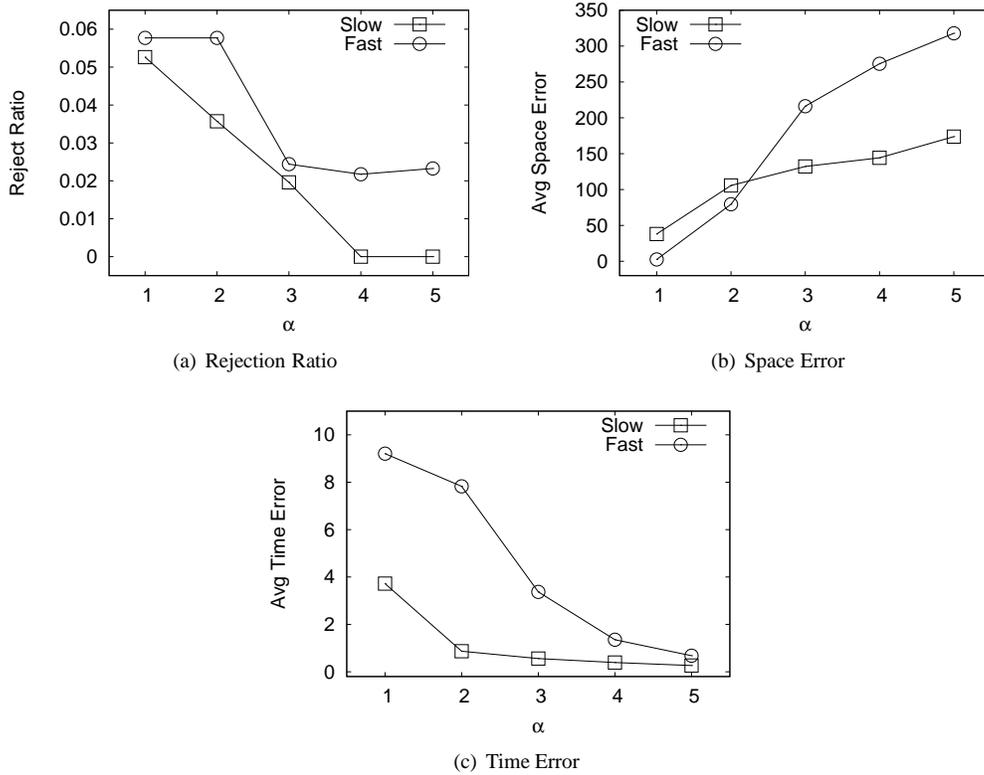 Reject Ratio
0.06
0.05
0.04
0.03
0.02
0.01
0
Slow
Fast
1 2 3 4 5
α
(a) Rejection Ratio
Avg Space Error
350
300
250
200
150
100
50
0
Slow
Fast
1 2 3 4 5
α
(b) Space Error
Avg Time Error
10
8
6
4
2
0
Slow
Fast
1 2 3 4 5
α
(c) Time Error